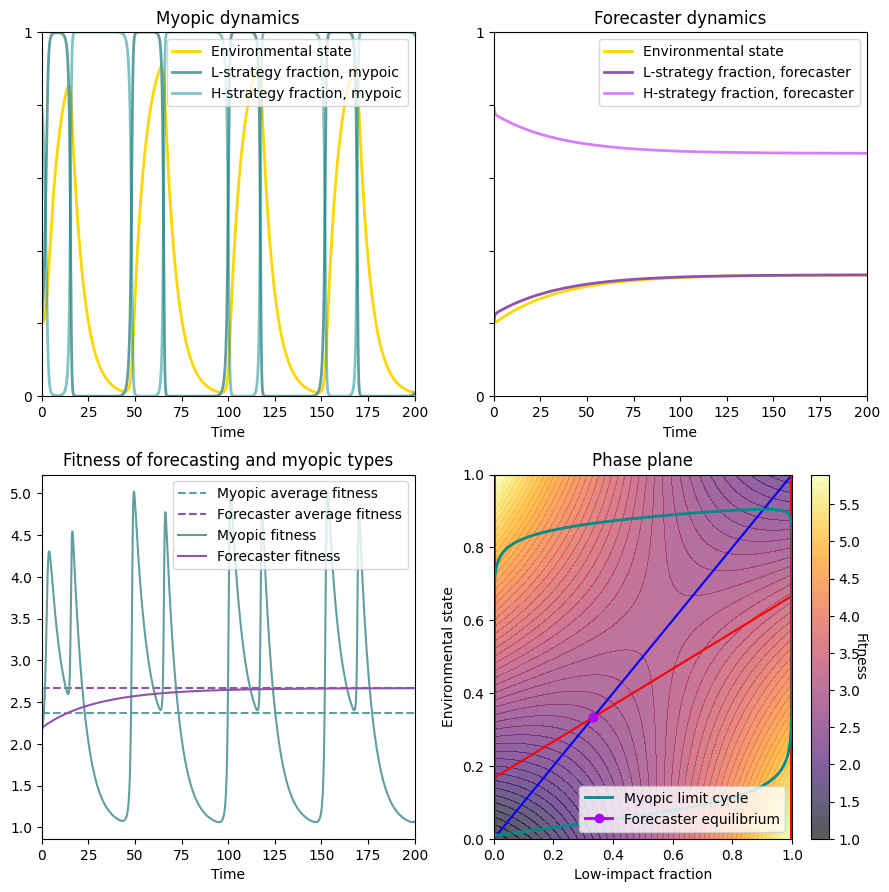 Myopic dynamics
1
Environmental state
L-strategy fraction, mypoic
H-strategy fraction, mypoic
0
0 25 50 75 100 125 150 175 200
Time
Forecaster dynamics
1
Environmental state
L-strategy fraction, forecaster
H-strategy fraction, forecaster
0
0 25 50 75 100 125 150 175 200
Time
Fitness of forecasting and myopic types
5.0
4.5
4.0
3.5
3.0
2.5
2.0
1.5
1.0
Myopic average fitness
Forecaster average fitness
Myopic fitness
Forecaster fitness
0 25 50 75 100 125 150 175 200
Time
Phase plane
Environmental state
1.0
0.8
0.6
0.4
0.2
0.0
Myopic limit cycle
Forecaster equilibrium
0.0 0.2 0.4 0.6 0.8 1.0
Low-impact fraction
5.5
5.0
4.5
4.0
3.5
3.0
2.5
2.0
1.5
1.0
Fitness